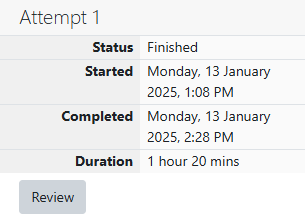 Attempt 1
Status Finished
Started Monday, 13 January
2025, 1:08 PM
Completed Monday, 13 January
2025, 2:28 PM
Duration 1 hour 20 mins
Review